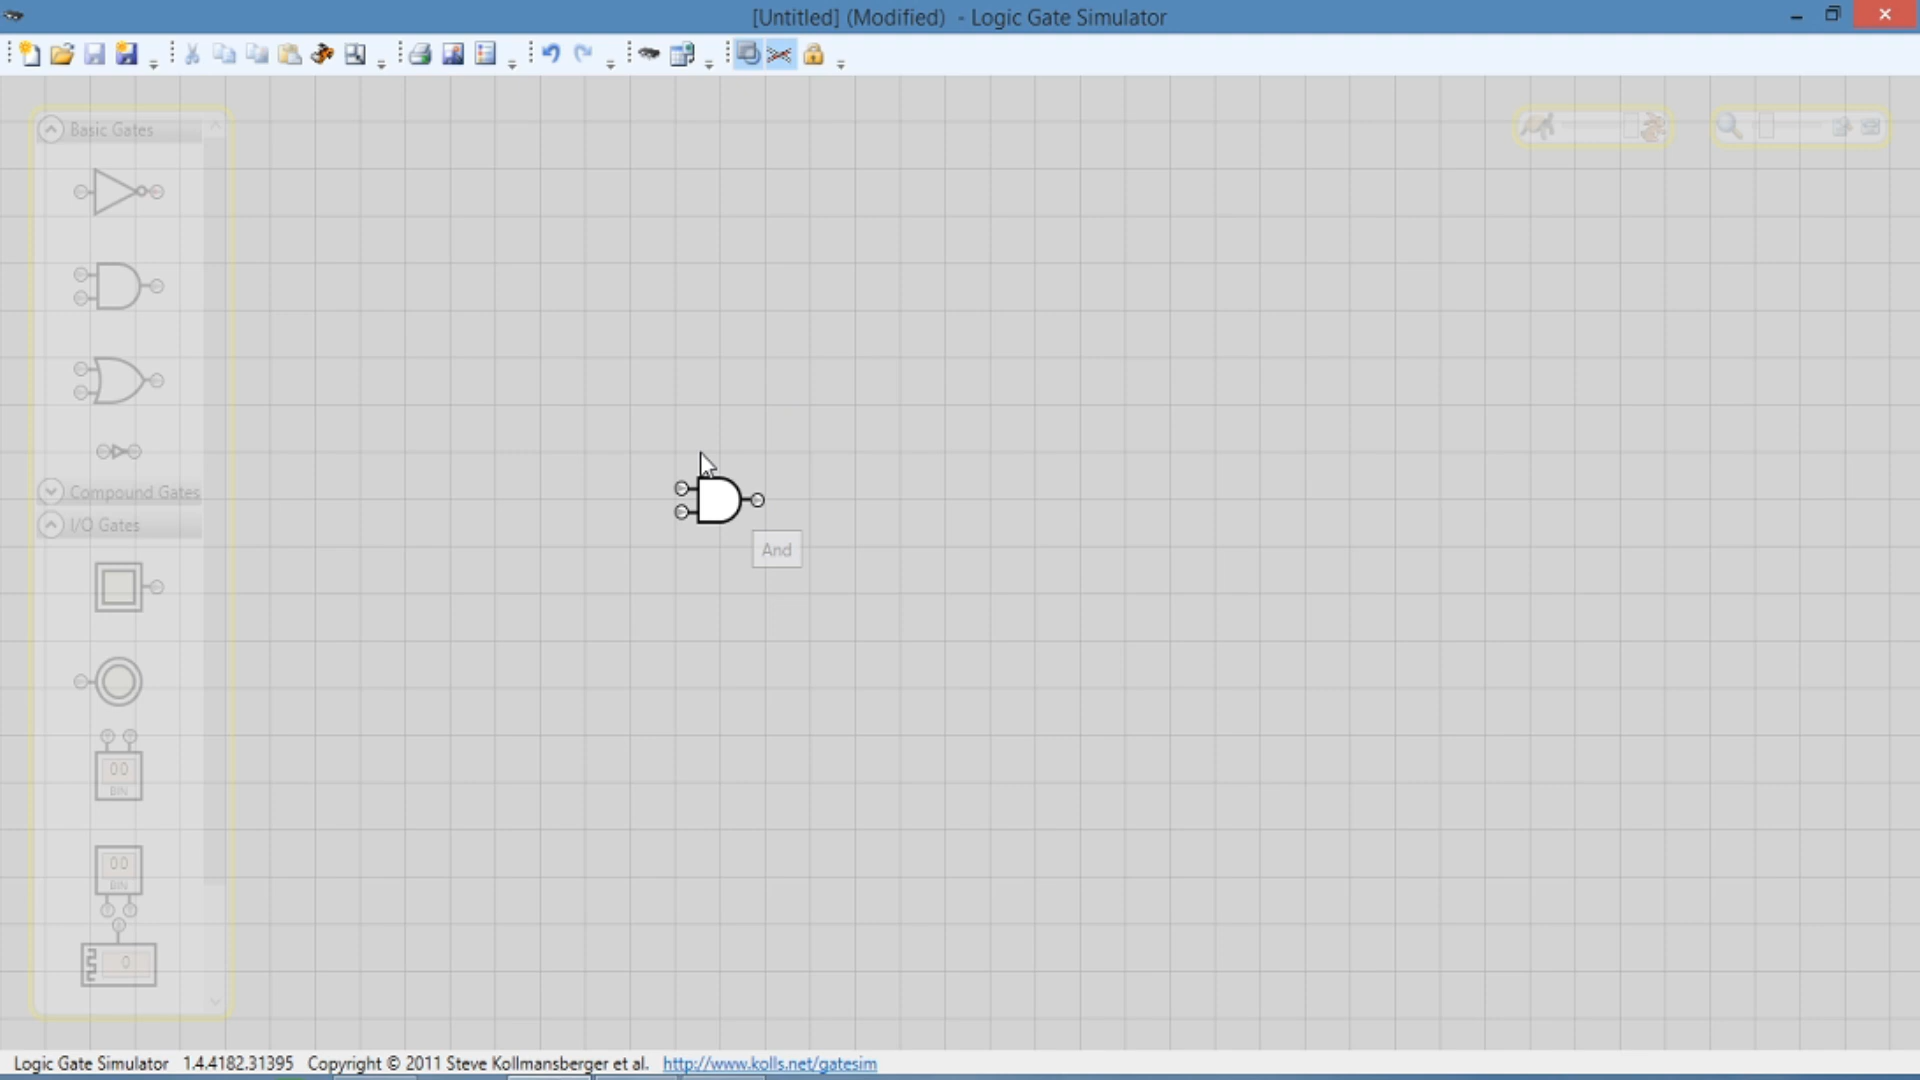 [Untitled] (Modified) - Logic Gate Simulator
Basic Gates
Compound Gates
I/O Gates
00
BIN
00
BIN
0
And
Logic Gate Simulator 1.4.4182.31395 Copyright © 2011 Steve Kollmansberger et al. http://www.kolls.net/gatesim